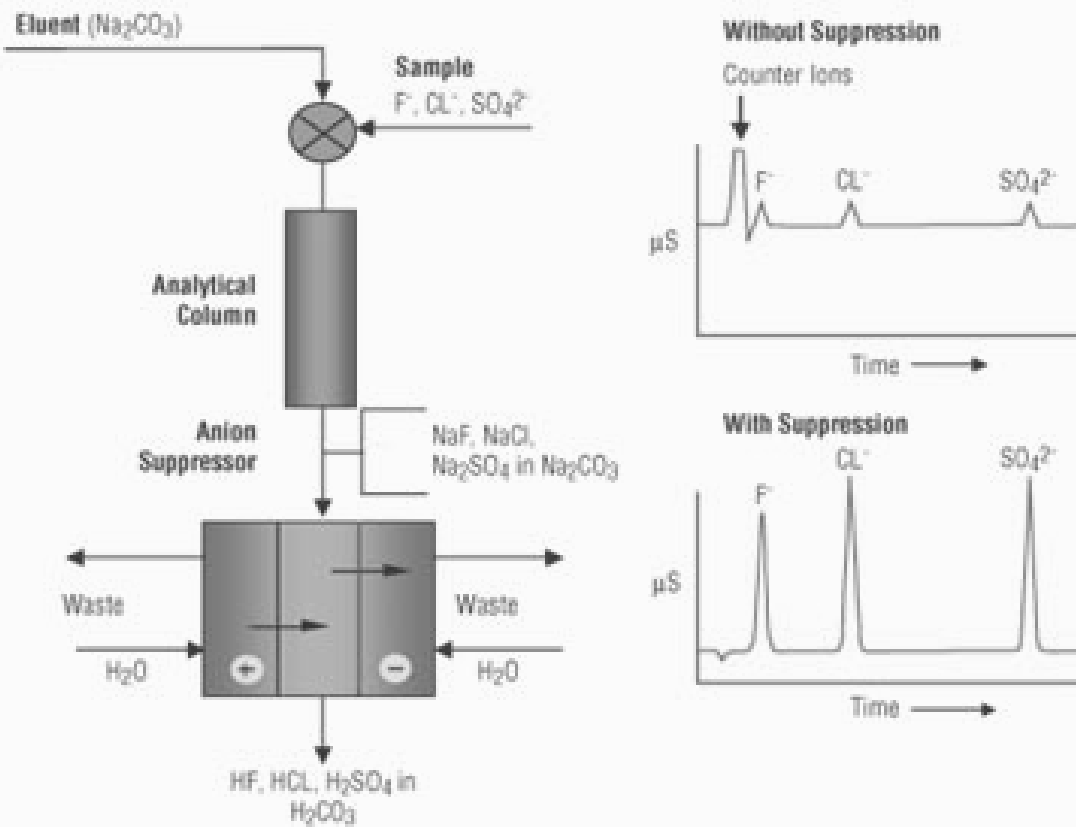 Eluent (Na₂CO₃)
Sample
F⁻, CL⁻, SO₄²⁻
Analytical
Column
Anion
Suppressor
NaF, NaCl,
Na₂SO₄ in Na₂CO₃
Waste
Waste
H₂O
H₂O
+
−
HF, HCL, H₂SO₄ in
H₂CO₃
Without Suppression
Counter Ions
F⁻
CL⁻
SO₄²⁻
µS
Time
With Suppression
F⁻
CL⁻
SO₄²⁻
µS
Time